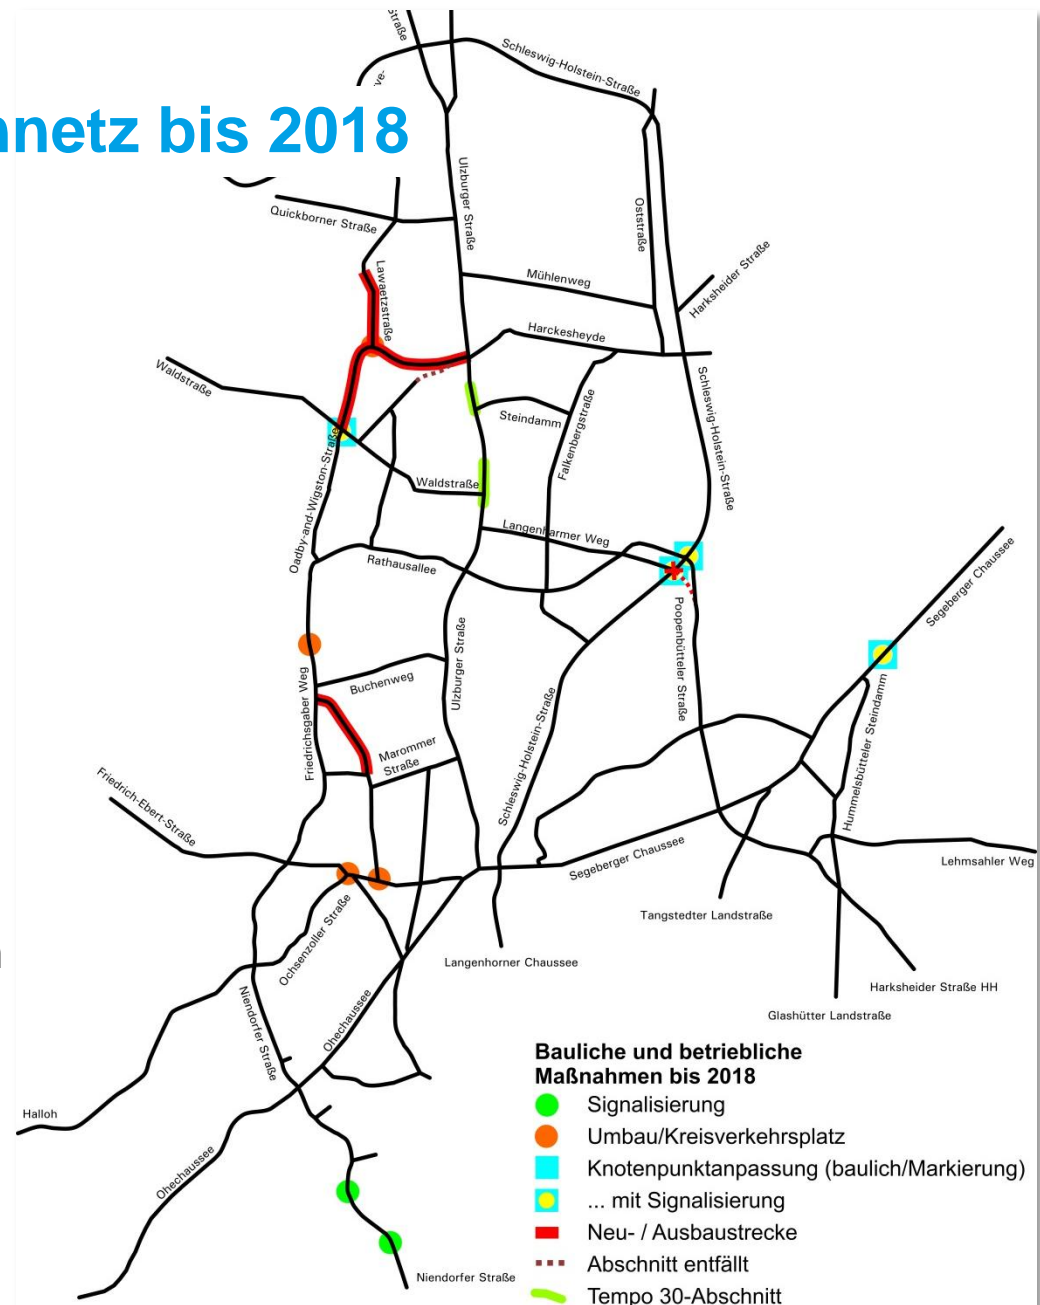 Straße
Schleswig-Holstein-Straße
ve-
nnetz bis 2018
Ulzburger Straße
Quickborner Straße
Oststraße
Harksheider Straße
Lawaetzstraße
Mühlenweg
Harckesheyde
Waldstraße
Schleswig-Holstein-Straße
Steindamm
Falkenbergstraße
Oadby-and-Wigston-Straße
Waldstraße
Langenharmer Weg
Rathausallee
Segeberger Chaussee
Poppenbütteler Straße
Ulzburger Straße
Buchenweg
Friedrichsgaber Weg
Hummelsbütteler Steindamm
Schleswig-Holstein-Straße
Marommer
Straße
Friedrich-Ebert-Straße
Segeberger Chaussee
Lehmsahler Weg
Tangstedter Landstraße
Ochsenzoller Straße
Langenhorner Chaussee
Harksheider Straße HH
Glashütter Landstraße
Niendorfer Straße
Ohechaussee
Halloh
Ohechaussee
Niendorfer Straße
Bauliche und betriebliche
Maßnahmen bis 2018
Signalisierung
Umbau/Kreisverkehrsplatz
Knotenpunktanpassung (baulich/Markierung)
... mit Signalisierung
Neu- / Ausbaustrecke
Abschnitt entfällt
Tempo 30-Abschnitt